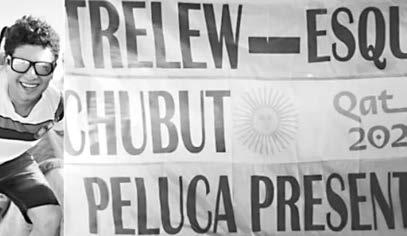 TRELEW—ESQU
CHUBUT Qat
202
PELUCA PRESENT